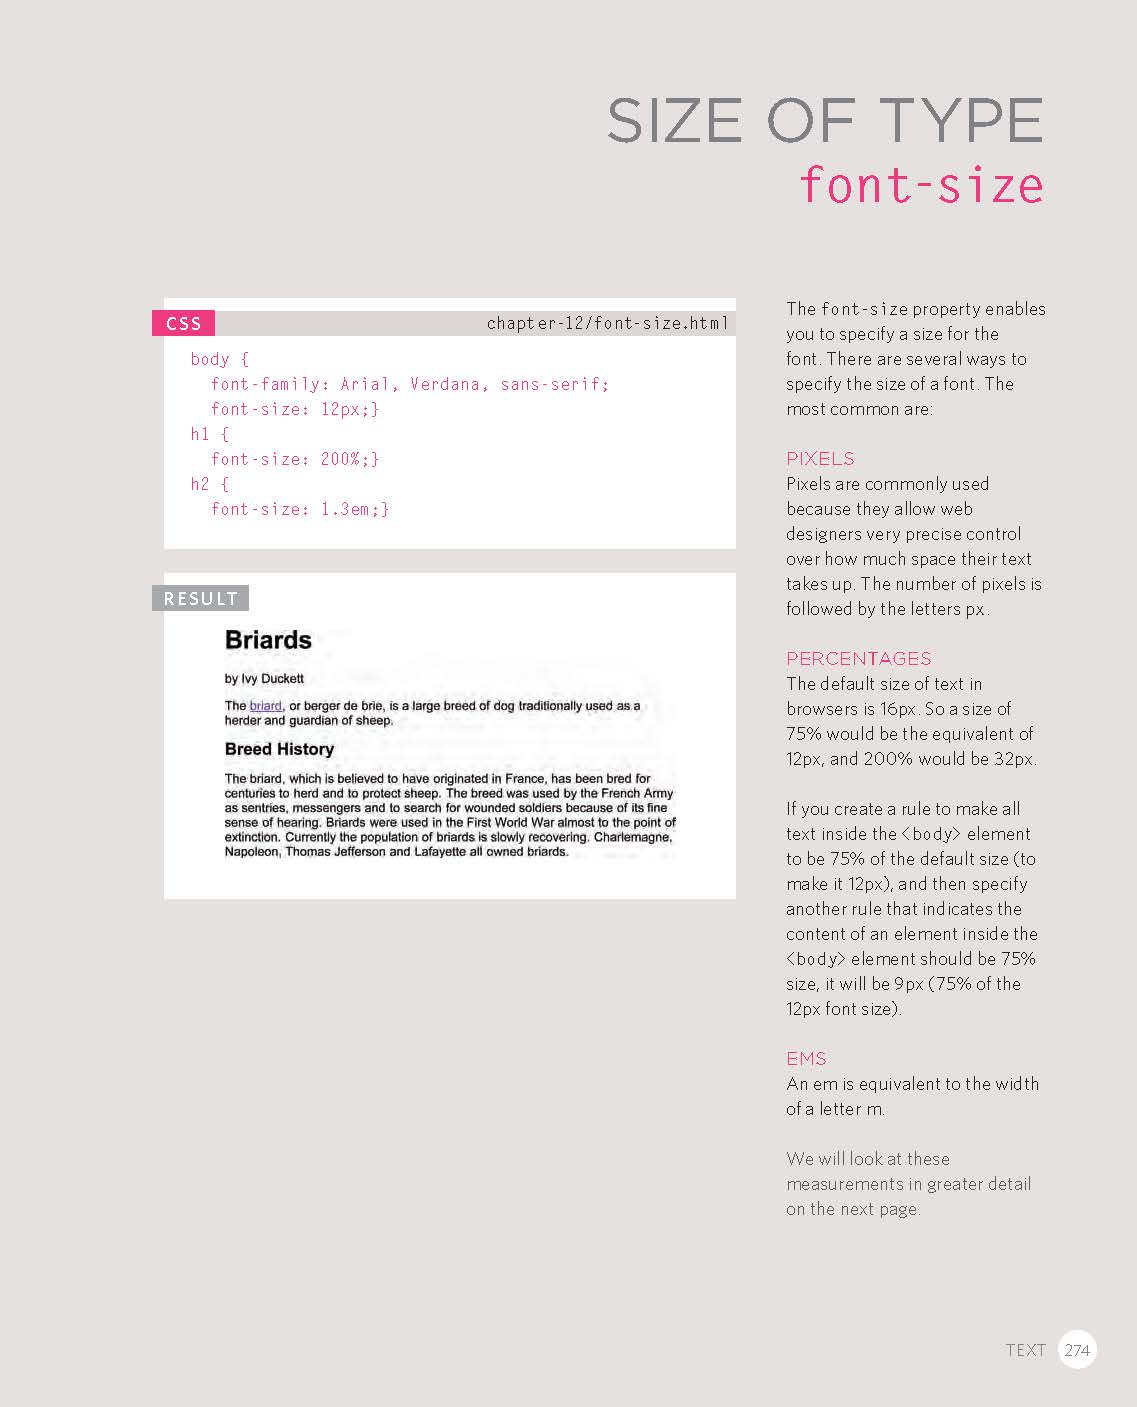 SIZE OF TYPE
font-size
CSS
chapter-12/font-size.html
body {
font-family: Arial, Verdana, sans-serif;
font-size: 12px;}
h1 {
font-size: 200%;}
h2 {
font-size: 1.3em;}
RESULT
Briards
by Ivy Duckett
The briard, or berger de brie, is a large breed of dog traditionally used as a
herder and guardian of sheep.
Breed History
The briard, which is believed to have originated in France, has been bred for
centuries to herd and to protect sheep. The breed was used by the French Army
as sentries, messengers and to search for wounded soldiers because of its fine
sense of hearing. Briards were used in the First World War almost to the point of
extinction. Currently the population of briards is slowly recovering. Charlemagne,
Napoleon, Thomas Jefferson and Lafayette all owned briards.
The font-size property enables
you to specify a size for the
font. There are several ways to
specify the size of a font. The
most common are:
PIXELS
Pixels are commonly used
because they allow web
designers very precise control
over how much space their text
takes up. The number of pixels is
followed by the letters px.
PERCENTAGES
The default size of text in
browsers is 16px. So a size of
75% would be the equivalent of
12px, and 200% would be 32px.
If you create a rule to make all
text inside the <body> element
to be 75% of the default size (to
make it 12px), and then specify
another rule that indicates the
content of an element inside the
<body> element should be 75%
size, it will be 9px (75% of the
12px font size).
EMS
An em is equivalent to the width
of a letter m.
We will look at these
measurements in greater detail
on the next page.
TEXT 274